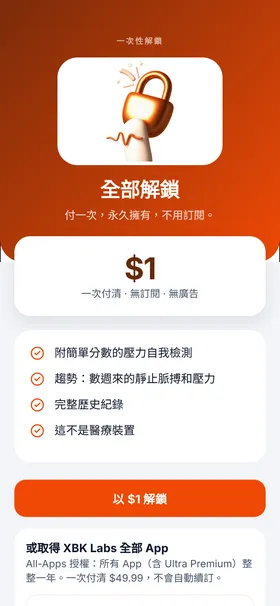 一次性解鎖
全部解鎖
付一次，永久擁有，不用訂閱。
$1
一次付清 · 無訂閱 · 無廣告
附簡單分數的壓力自我檢測
趨勢：數週來的靜止脈搏和壓力
完整歷史紀錄
這不是醫療裝置
以 $1 解鎖
或取得 XBK Labs 全部 App
All-Apps 授權：所有 App（含 Ultra Premium）整
整一年。一次付清 $49.99，不會自動續訂。